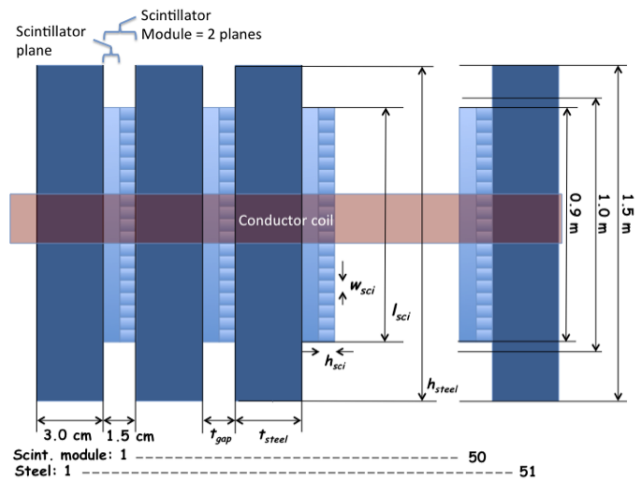 Scintillator
plane
Scintillator
Module = 2 planes
Conductor coil
w_sci
l_sci
h_sci
h_steel
0.9 m
1.0 m
1.5 m
3.0 cm
1.5 cm
t_gap
t_steel
Scint. module: 1 50
Steel: 1 51